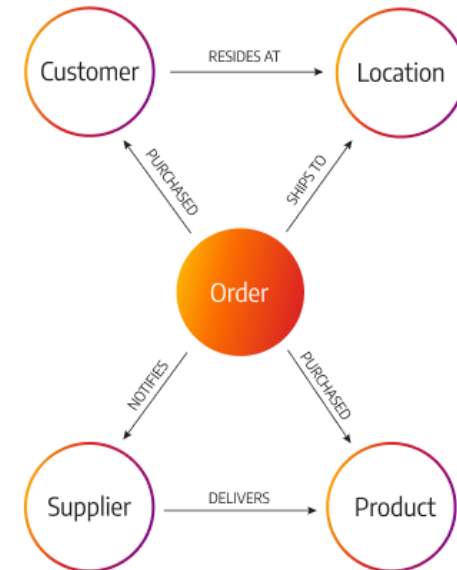 RESIDES AT
Customer
Location
PURCHASED
SHIPS TO
Order
NOTIFIES
PURCHASED
DELIVERS
Supplier
Product